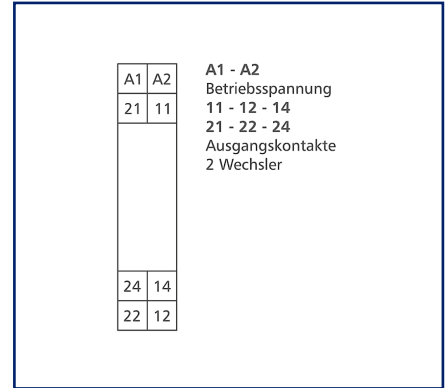 A1 A2
21 11
24 14
22 12
A1 - A2
Betriebsspannung
11 - 12 - 14
21 - 22 - 24
Ausgangskontakte
2 Wechsler